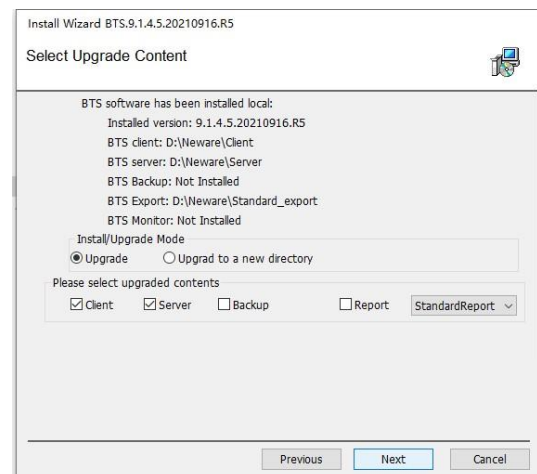 Install Wizard BTS.9.1.4.5.20210916.R5
Select Upgrade Content
BTS software has been installed local:
Installed version: 9.1.4.5.20210916.R5
BTS client: D:\Neware\Client
BTS server: D:\Neware\Server
BTS Backup: Not Installed
BTS Export: D:\Neware\Standard_export
BTS Monitor: Not Installed
Install/Upgrade Mode
Upgrade Upgrad to a new directory
Please select upgraded contents
Client Server Backup Report StandardReport
Previous Next Cancel